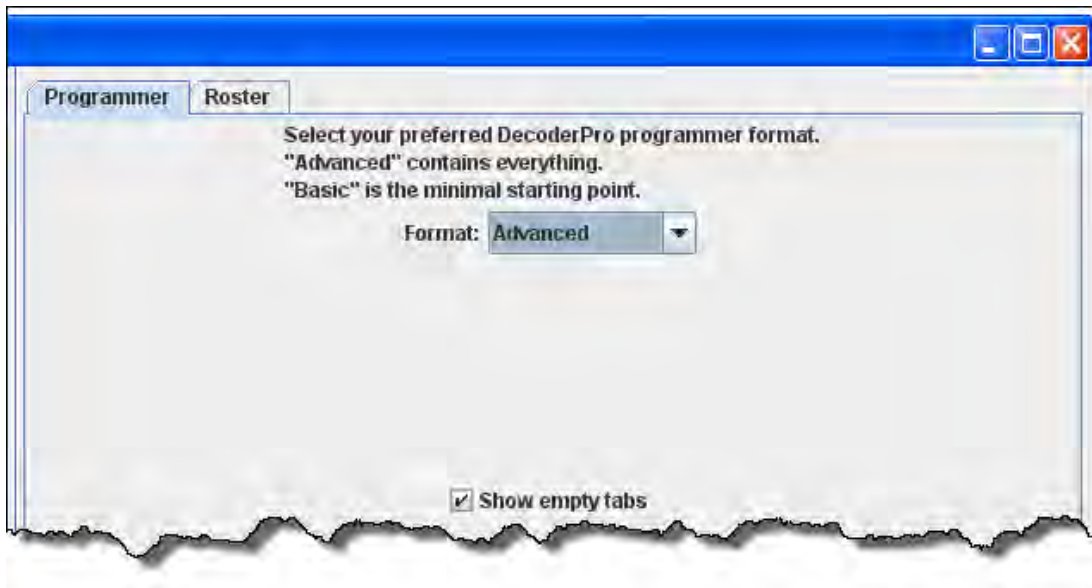 Programmer Roster
Select your preferred DecoderPro programmer format.
"Advanced" contains everything.
"Basic" is the minimal starting point.
Format: Advanced
Show empty tabs